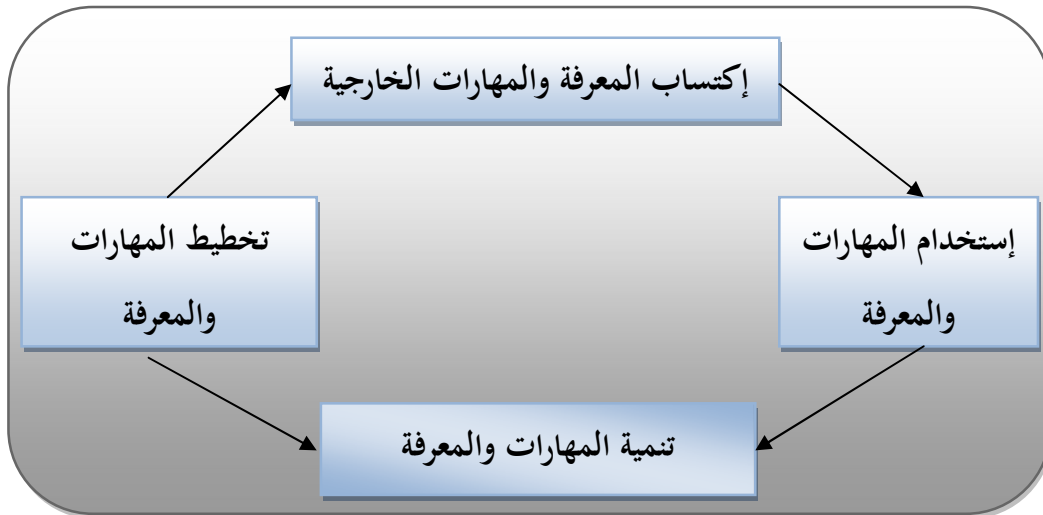 إكتساب المعرفة والمهارات الخارجية
إستخدام المهارات
والمعرفة
تخطيط المهارات
والمعرفة
تنمية المهارات والمعرفة